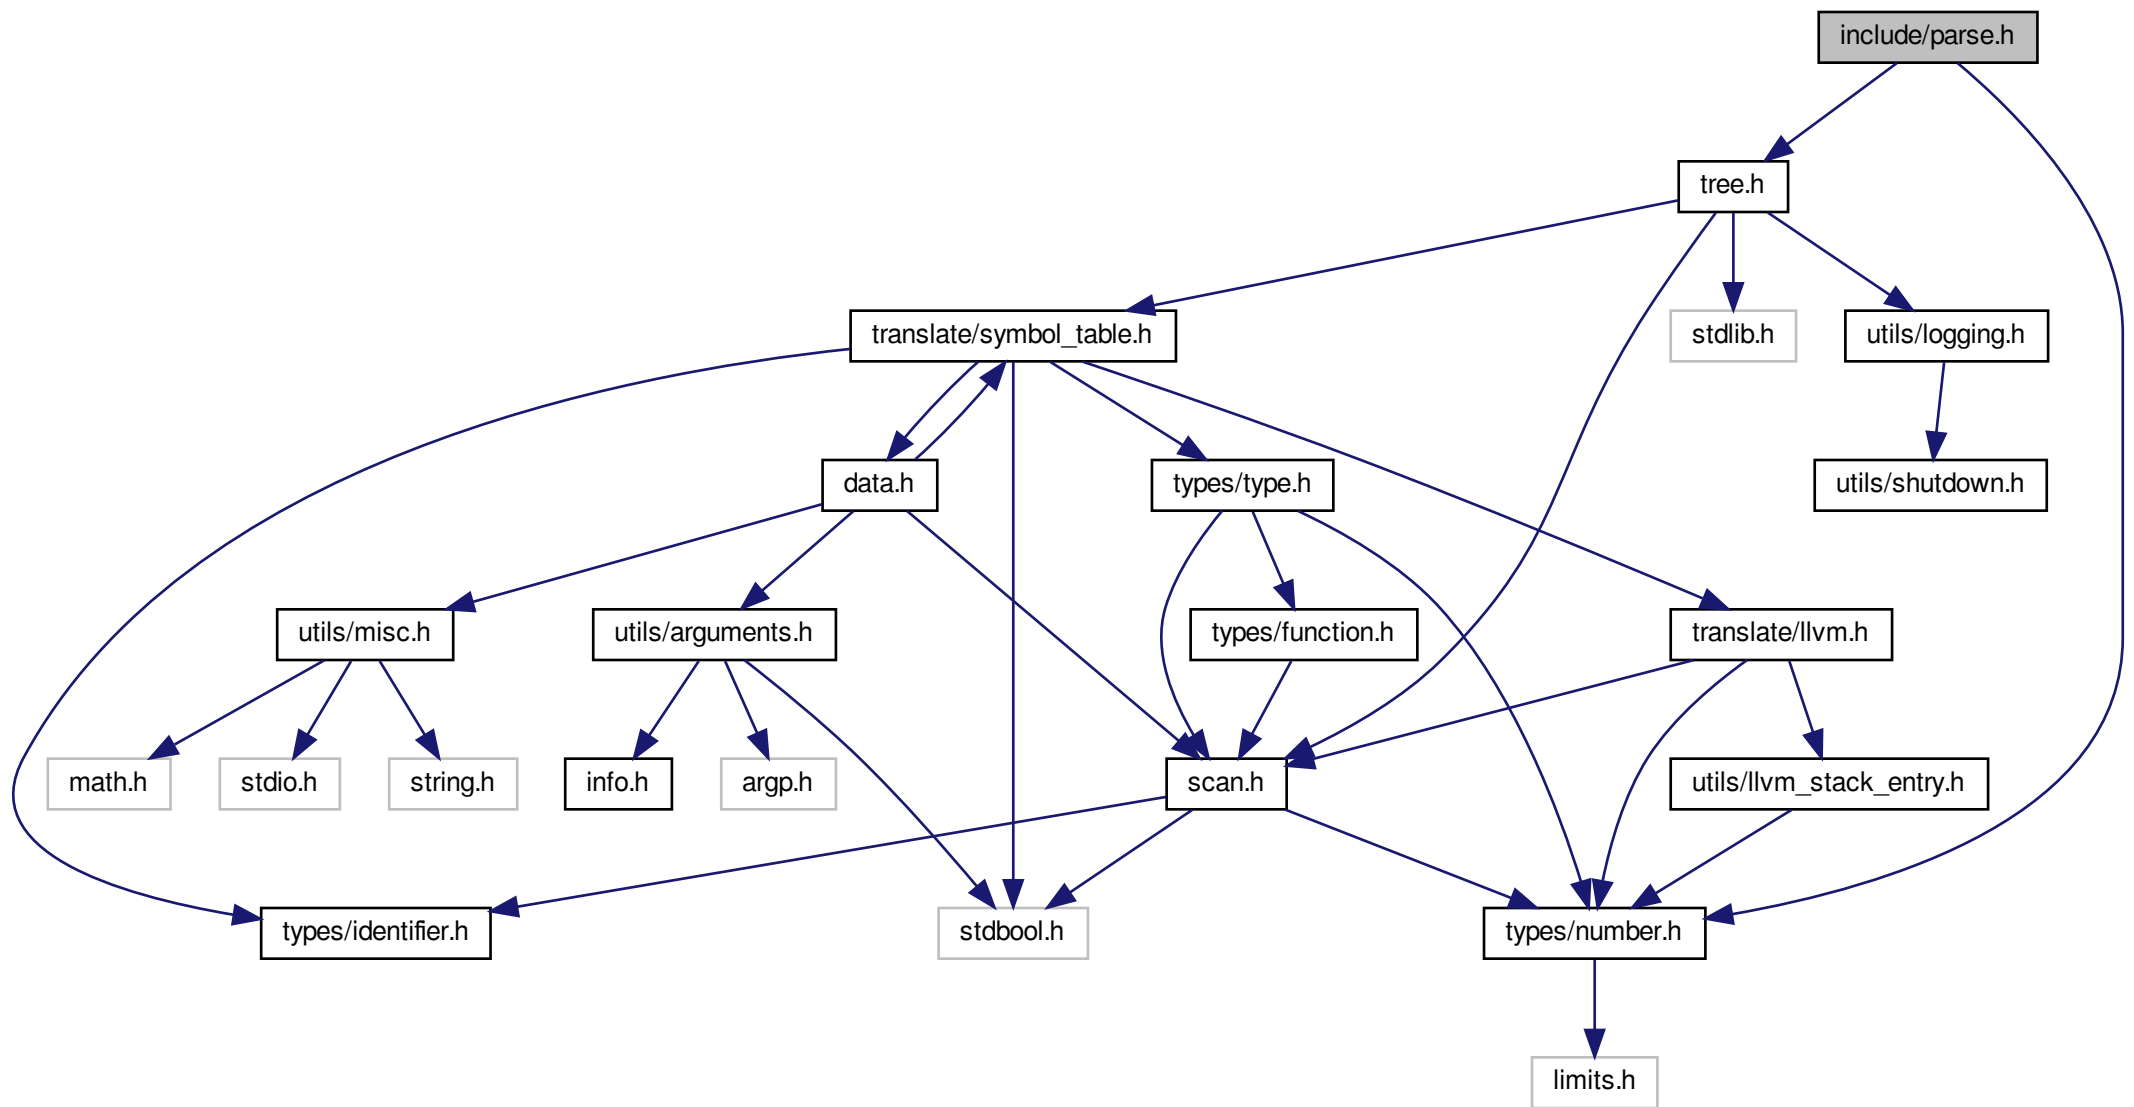 include/parse.h
tree.h
translate/symbol_table.h
stdlib.h
utils/logging.h
data.h
types/type.h
utils/shutdown.h
utils/misc.h
utils/arguments.h
types/function.h
translate/llvm.h
math.h
stdio.h
string.h
info.h
argp.h
scan.h
utils/llvm_stack_entry.h
types/identifier.h
stdbool.h
types/number.h
limits.h